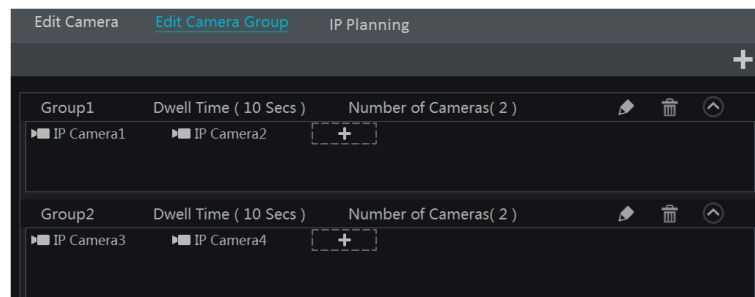 Edit Camera Edit Camera Group IP Planning
Group1 Dwell Time ( 10 Secs ) Number of Cameras( 2 )
IP Camera1 IP Camera2
Group2 Dwell Time ( 10 Secs ) Number of Cameras( 2 )
IP Camera3 IP Camera4